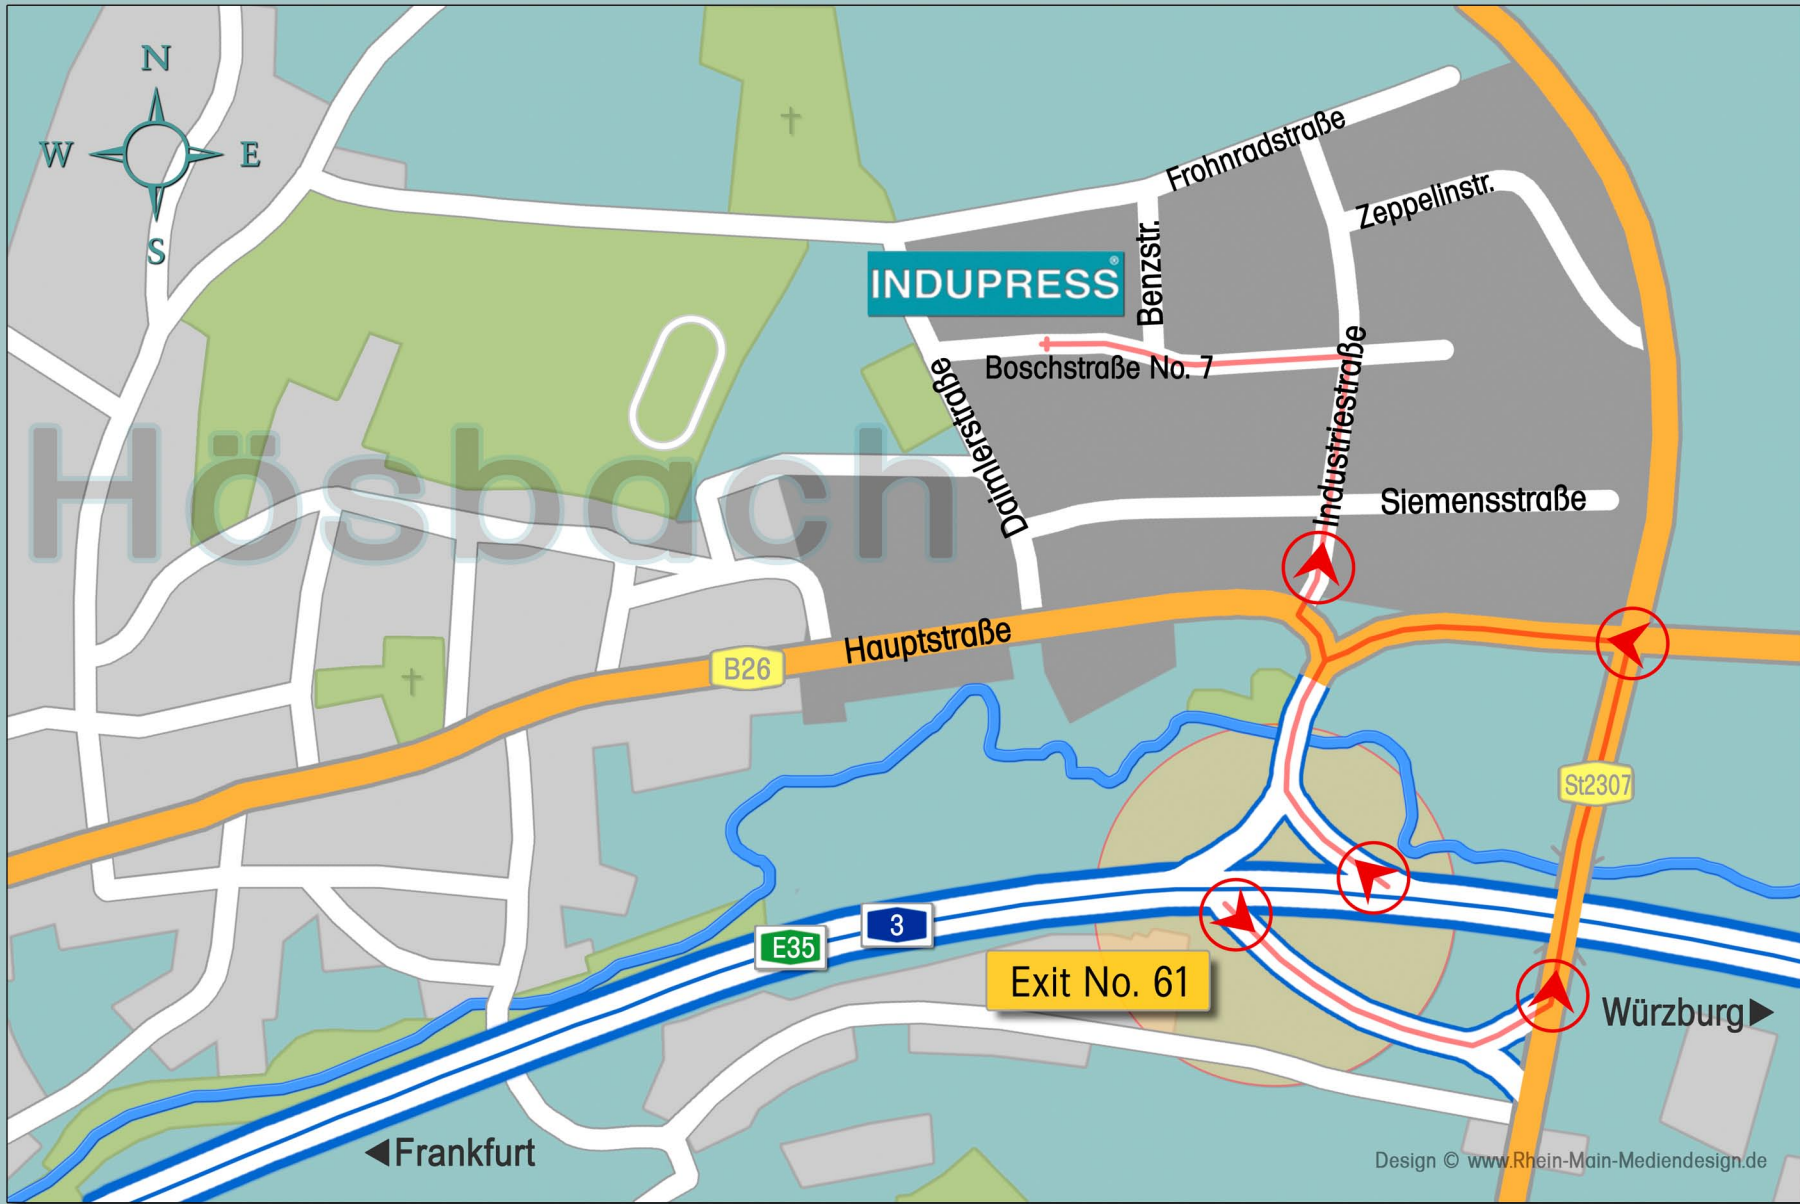 N
W
E
S
Hösbach
Frohnradstraße
Zeppelinstr.
Benzstr.
INDUPRESS®
Boschstraße No. 7
Daimlerstraße
Industriestraße
Siemensstraße
Hauptstraße
B26
St2307
3
E35
Exit No. 61
Würzburg
Frankfurt
Design © www.Rhein-Main-Mediendesign.de